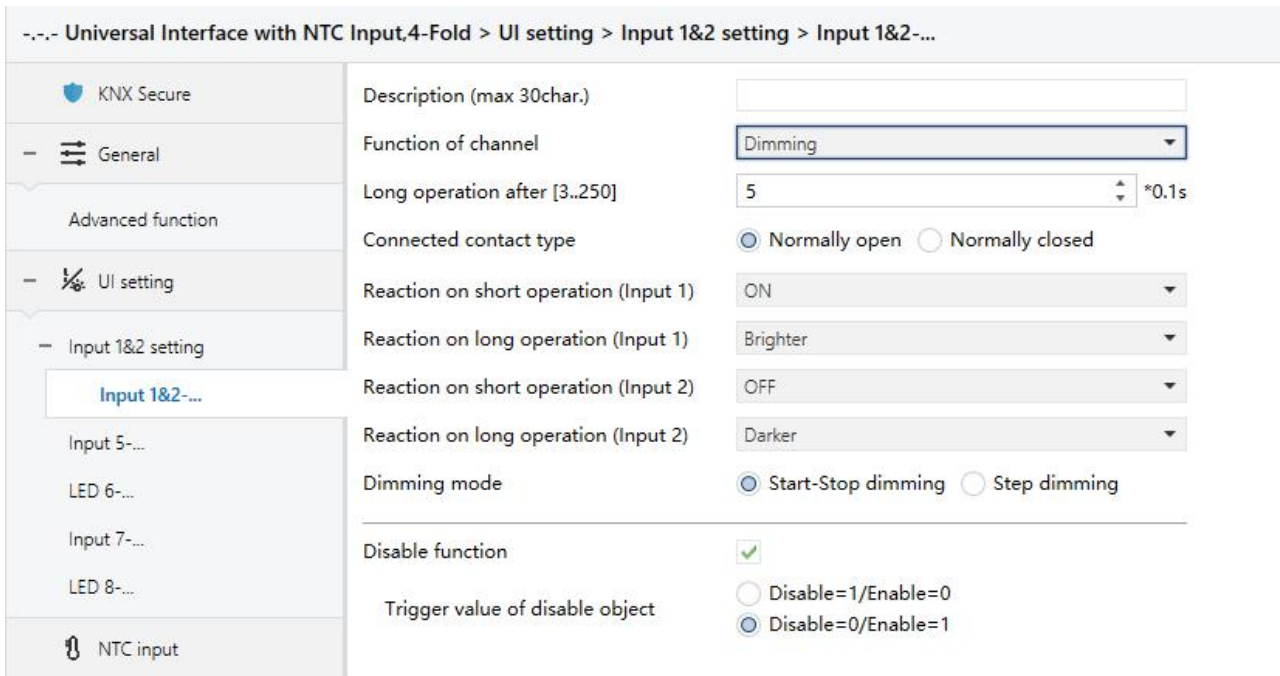 -.-.- Universal Interface with NTC Input,4-Fold > UI setting > Input 1&2 setting > Input 1&2-...
KNX Secure
General
Advanced function
UI setting
Input 1&2 setting
Input 1&2-...
Input 5-...
LED 6-...
Input 7-...
LED 8-...
NTC input
Description (max 30char.)
Function of channel Dimming
Long operation after [3..250] 5 *0.1s
Connected contact type Normally open Normally closed
Reaction on short operation (Input 1) ON
Reaction on long operation (Input 1) Brighter
Reaction on short operation (Input 2) OFF
Reaction on long operation (Input 2) Darker
Dimming mode Start-Stop dimming Step dimming
Disable function
Trigger value of disable object
Disable=1/Enable=0
Disable=0/Enable=1